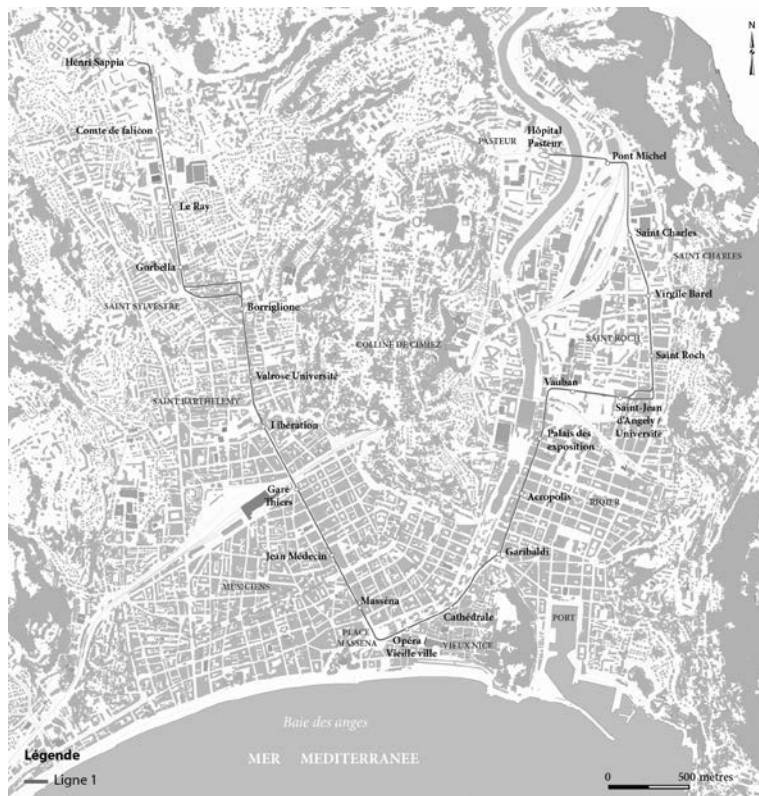 N
Henri Sappia
Comte de falicon
Le Ray
Gorbella
SAINT SYLVESTRE
Borriglione
Valrose Université
SAINT BARTHELEMY
Libération
Gare
Thiers
Jean Médecin
MUSICIENS
Masséna
PLACE
MASSENA
Opéra /
Vieille ville
VIEUX NICE
Cathédrale
Garibaldi
PORT
Acropolis
RIQIER
Palais des
exposition
Vauban
Saint-Jean
d'Angely /
Université
Saint Roch
SAINT ROCH
Virgile Barel
SAINT CHARLES
Saint Charles
Pont Michel
Hôpital
Pasteur
PASTEUR
COLLINE DE CIMIEZ
Baie des anges
MER MEDITERRANEE
Légende
Ligne 1
0 500 metres